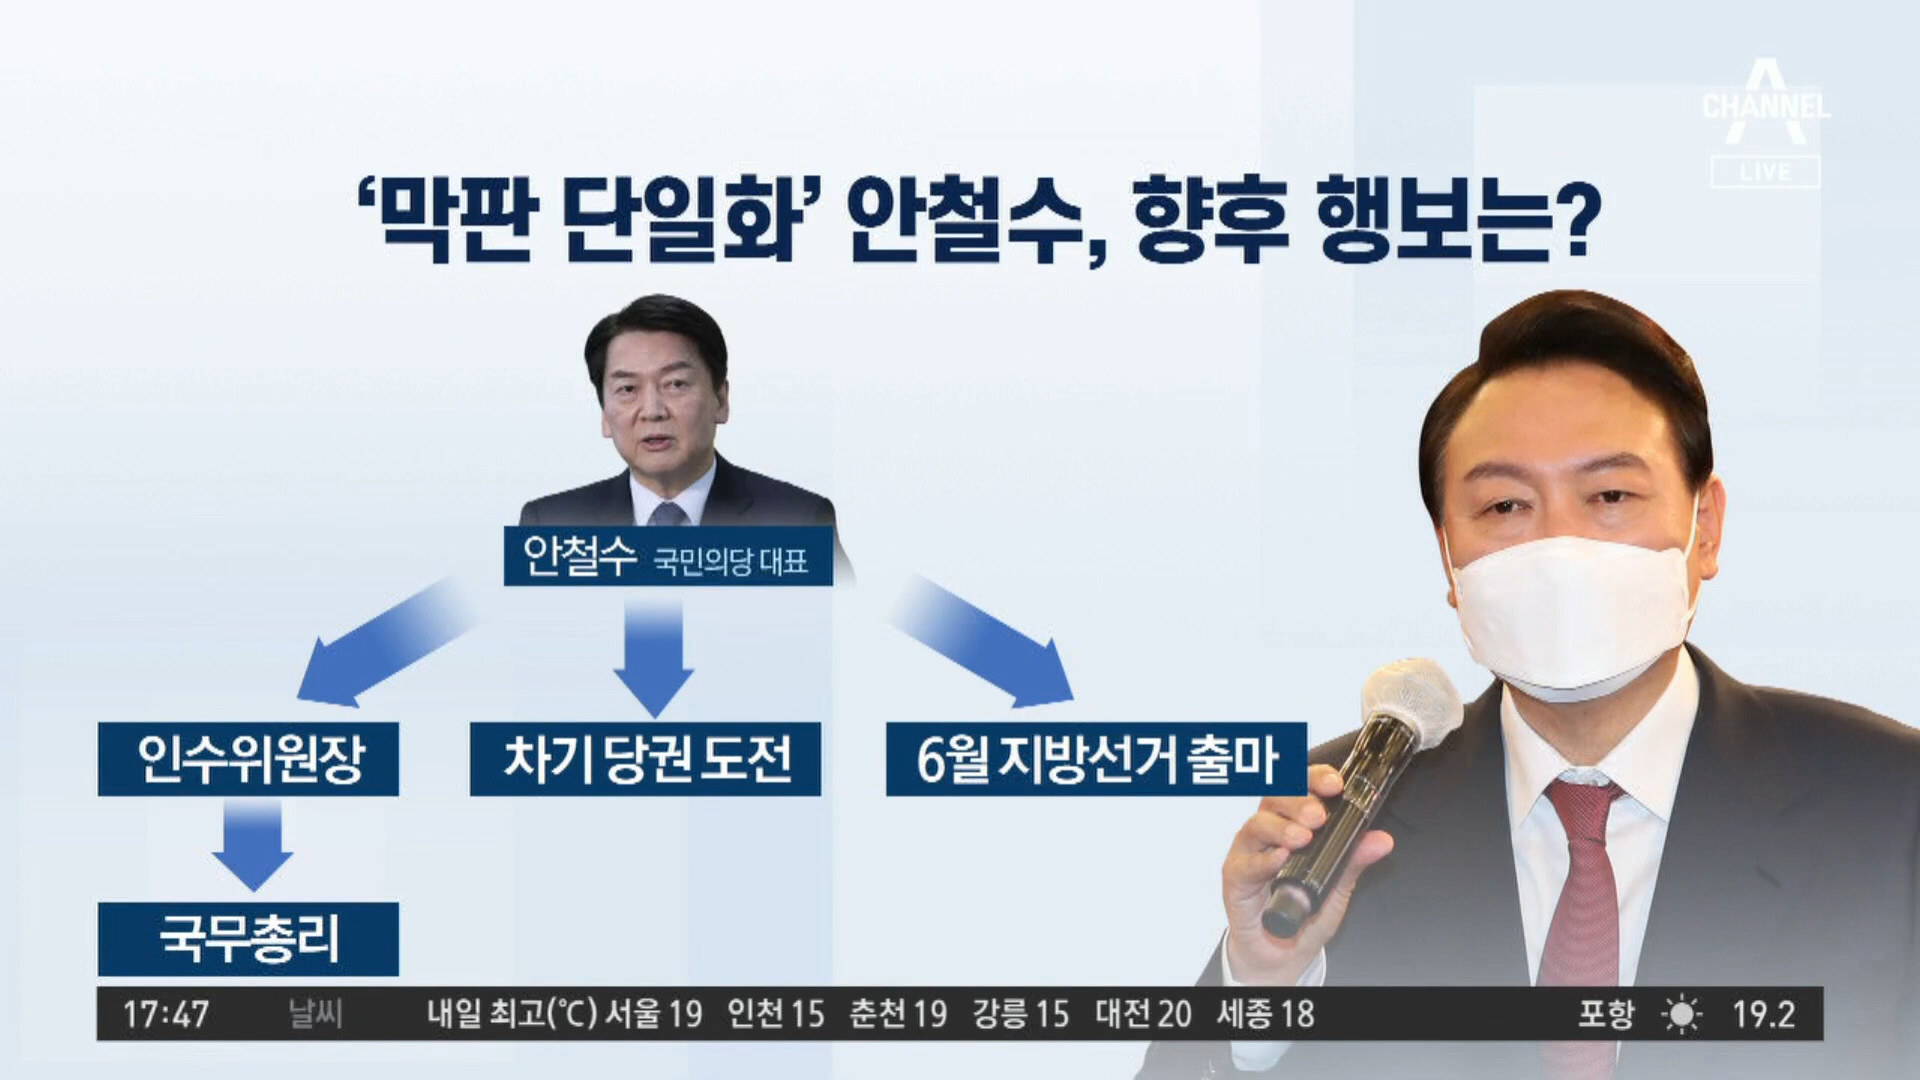 CHANNEL A
LIVE
‘막판 단일화’ 안철수, 향후 행보는?
안철수 국민의당 대표
인수위원장 차기 당권 도전 6월 지방선거 출마
국무총리
17:47 날씨 내일 최고(℃) 서울 19 인천 15 춘천 19 강릉 15 대전 20 세종 18 포항 19.2